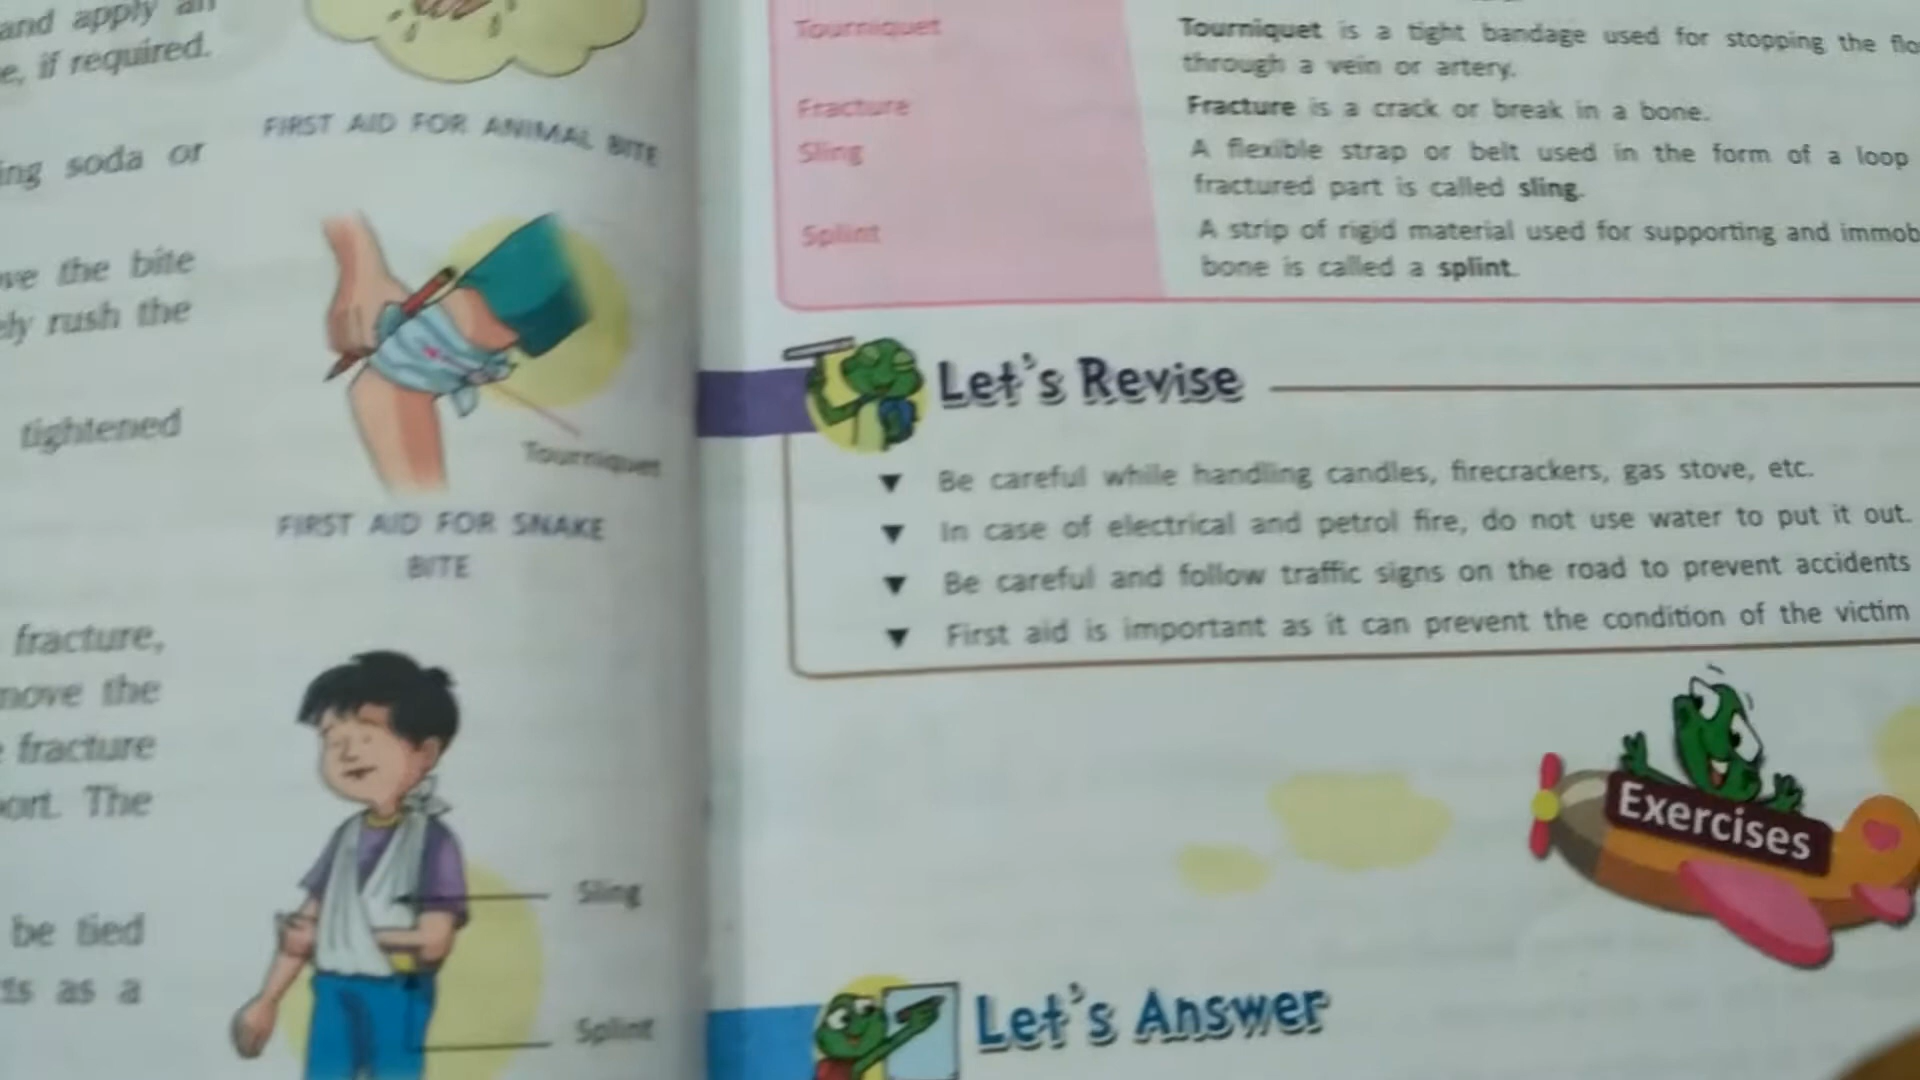 and apply an
e, if required.
FIRST AID FOR ANIMAL BITE
ing soda or
ve the bite
ely rush the
tightened
Tourniquet
FIRST AID FOR SNAKE
BITE
fracture,
move the
fracture
ort. The
Sling
be tied
ts as a
Splint
Tourniquet
Tourniquet is a tight bandage used for stopping the flo
through a vein or artery.
Fracture
Fracture is a crack or break in a bone.
Sling
A flexible strap or belt used in the form of a loop
fractured part is called sling.
Splint
A strip of rigid material used for supporting and immob
bone is called a splint.
Let's Revise
▼ Be careful while handling candles, firecrackers, gas stove, etc.
▼ In case of electrical and petrol fire, do not use water to put it out.
▼ Be careful and follow traffic signs on the road to prevent accidents
▼ First aid is important as it can prevent the condition of the victim
Exercises
Let's Answer